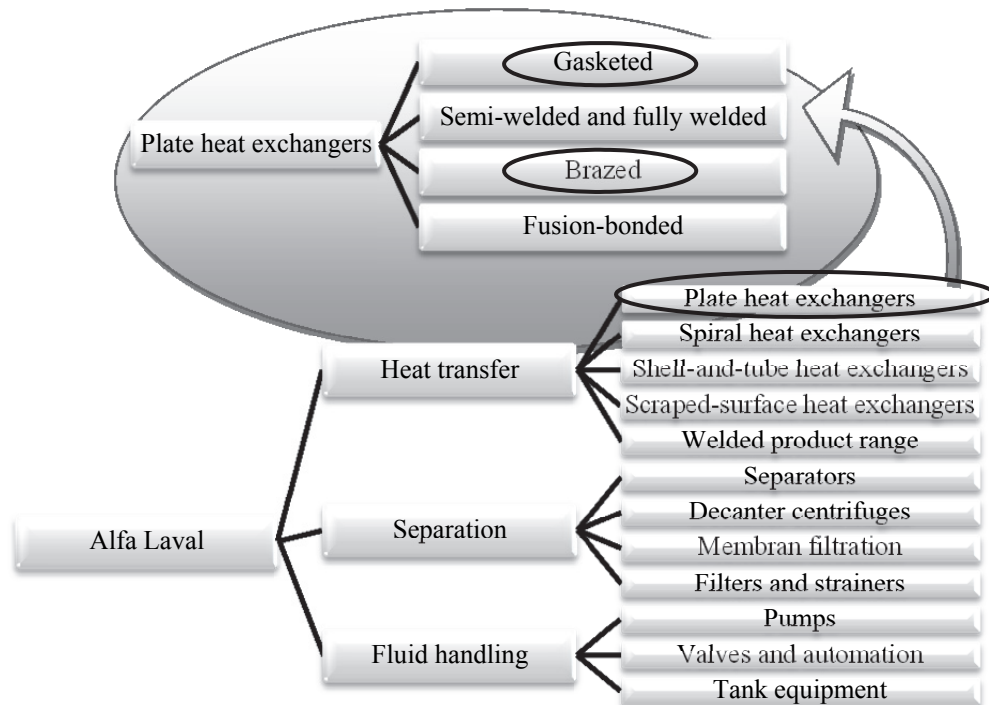 Gasketed
Semi-welded and fully welded
Plate heat exchangers
Brazed
Fusion-bonded
Plate heat exchangers
Spiral heat exchangers
Heat transfer
Shell-and-tube heat exchangers
Scraped-surface heat exchangers
Welded product range
Separators
Decanter centrifuges
Alfa Laval
Separation
Membran filtration
Filters and strainers
Pumps
Fluid handling
Valves and automation
Tank equipment